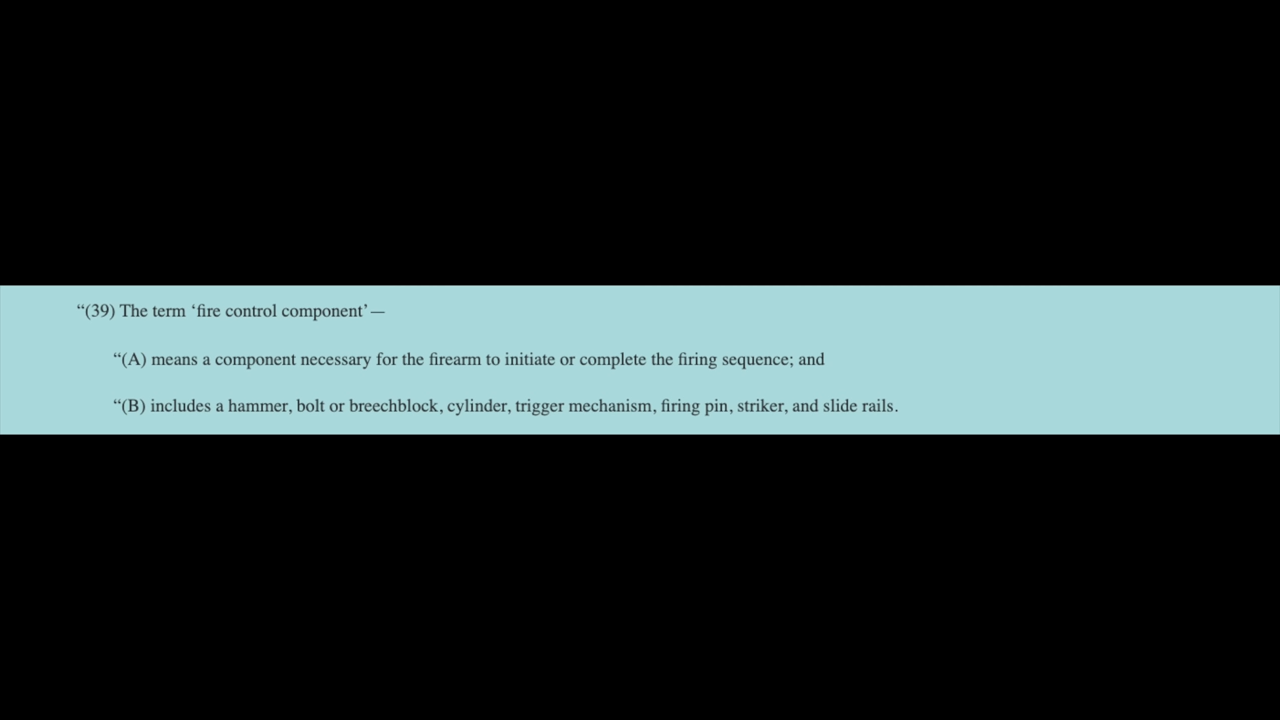 “(39) The term ‘fire control component’—
“(A) means a component necessary for the firearm to initiate or complete the firing sequence; and
“(B) includes a hammer, bolt or breechblock, cylinder, trigger mechanism, firing pin, striker, and slide rails.